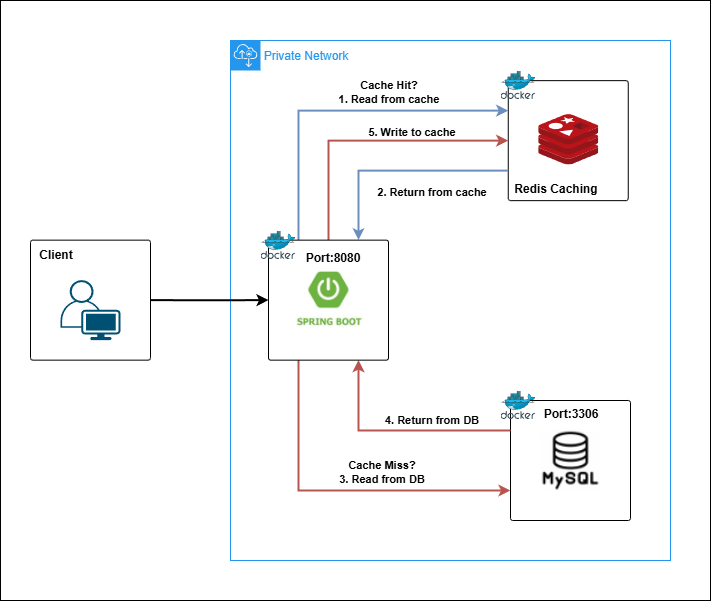 Private Network
Cache Hit?
1. Read from cache
docker
5. Write to cache
2. Return from cache
Redis Caching
docker
Port:8080
SPRING BOOT
Client
docker
Port:3306
4. Return from DB
MySQL
Cache Miss?
3. Read from DB